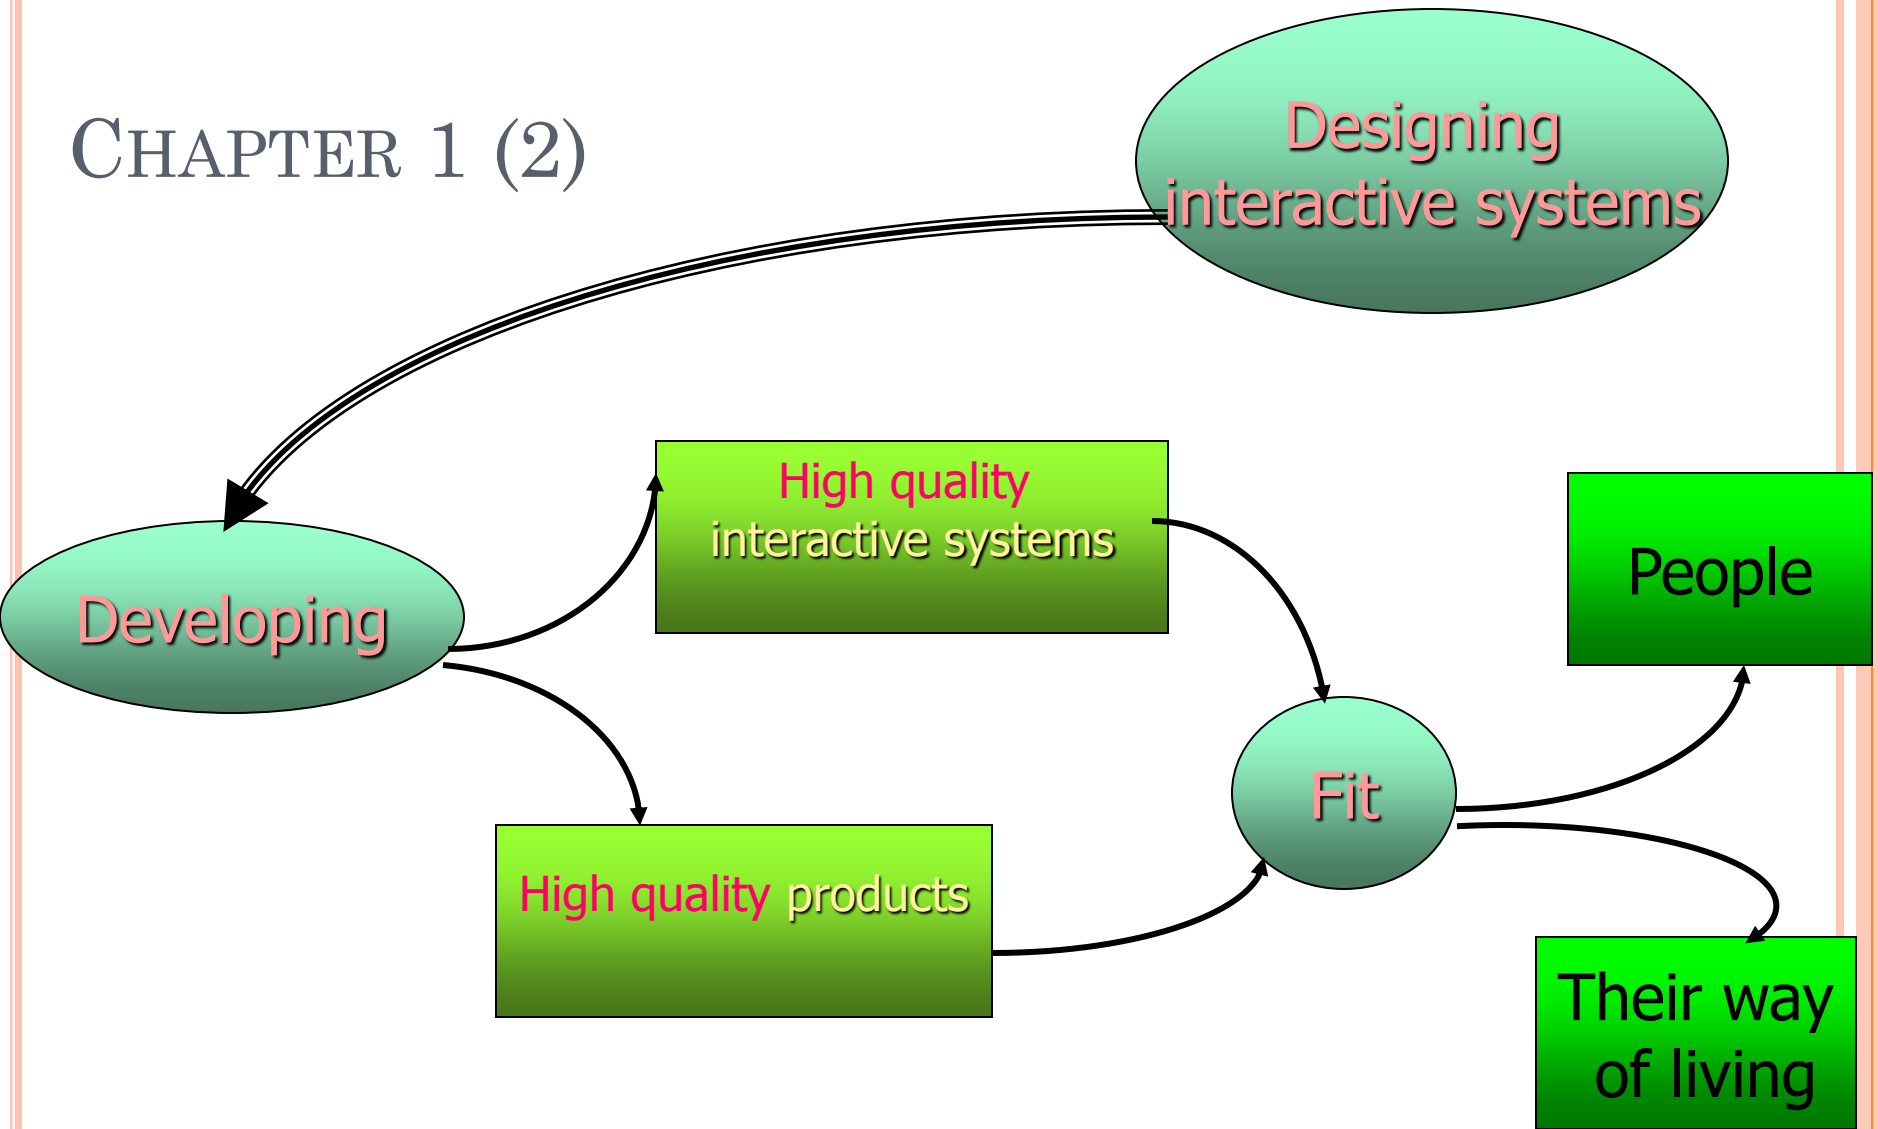 CHAPTER 1 (2)
Designing
interactive systems
High quality
interactive systems
People
Developing
Fit
High quality products
Their way
of living